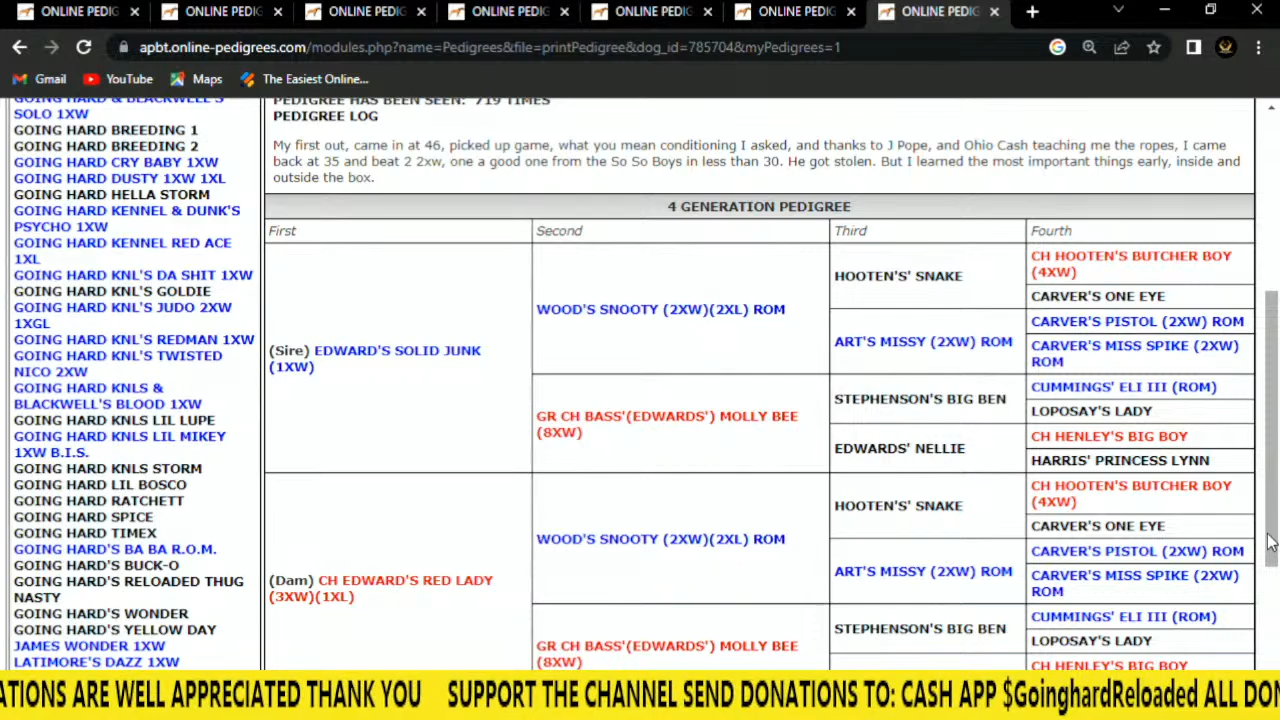 ONLINE PEDIG ONLINE PEDIG ONLINE PEDIG ONLINE PEDIG ONLINE PEDIG ONLINE PEDIG ONLINE PEDIG
apbt.online-pedigrees.com/modules.php?name=Pedigrees&file=printPedigree&dog_id=785704&myPedigrees=1
Gmail YouTube Maps The Easiest Online...
GOING HARD & BLACKWELL'S
SOLO 1XW
GOING HARD BREEDING 1
GOING HARD BREEDING 2
GOING HARD CRY BABY 1XW
GOING HARD DUSTY 1XW 1XL
GOING HARD HELLA STORM
GOING HARD KENNEL & DUNK'S
PSYCHO 1XW
GOING HARD KENNEL RED ACE
1XL
GOING HARD KNL'S DA SHIT 1XW
GOING HARD KNL'S GOLDIE
GOING HARD KNL'S JUDO 2XW
1XGL
GOING HARD KNL'S REDMAN 1XW
GOING HARD KNL'S TWISTED
NICO 2XW
GOING HARD KNLS &
BLACKWELL'S BLOOD 1XW
GOING HARD KNLS LIL LUPE
GOING HARD KNLS LIL MIKEY
1XW B.I.S.
GOING HARD KNLS STORM
GOING HARD LIL BOSCO
GOING HARD RATCHETT
GOING HARD SPICE
GOING HARD TIMEX
GOING HARD'S BA BA R.O.M.
GOING HARD'S BUCK-O
GOING HARD'S RELOADED THUG
NASTY
GOING HARD'S WONDER
GOING HARD'S YELLOW DAY
JAMES WONDER 1XW
LATIMORE'S DAZZ 1XW
PEDIGREE HAS BEEN SEEN: 719 TIMES
PEDIGREE LOG
My first out, came in at 46, picked up game, what you mean conditioning I asked, and thanks to J Pope, and Ohio Cash teaching me the ropes, I came
back at 35 and beat 2 2xw, one a good one from the So So Boys in less than 30. He got stolen. But I learned the most important things early, inside and
outside the box.
4 GENERATION PEDIGREE
First Second Third Fourth
(Sire) EDWARD'S SOLID JUNK
(1XW)
WOOD'S SNOOTY (2XW)(2XL) ROM
HOOTEN'S' SNAKE
CH HOOTEN'S BUTCHER BOY
(4XW)
CARVER'S ONE EYE
ART'S MISSY (2XW) ROM
CARVER'S PISTOL (2XW) ROM
CARVER'S MISS SPIKE (2XW)
ROM
GR CH BASS'(EDWARDS') MOLLY BEE
(8XW)
STEPHENSON'S BIG BEN
CUMMINGS' ELI III (ROM)
LOPOSAY'S LADY
EDWARDS' NELLIE
CH HENLEY'S BIG BOY
HARRIS' PRINCESS LYNN
(Dam) CH EDWARD'S RED LADY
(3XW)(1XL)
WOOD'S SNOOTY (2XW)(2XL) ROM
HOOTEN'S' SNAKE
CH HOOTEN'S BUTCHER BOY
(4XW)
CARVER'S ONE EYE
ART'S MISSY (2XW) ROM
CARVER'S PISTOL (2XW) ROM
CARVER'S MISS SPIKE (2XW)
ROM
GR CH BASS'(EDWARDS') MOLLY BEE
(8XW)
STEPHENSON'S BIG BEN
CUMMINGS' ELI III (ROM)
LOPOSAY'S LADY
CH HENLEY'S BIG BOY
ATIONS ARE WELL APPRECIATED THANK YOU SUPPORT THE CHANNEL SEND DONATIONS TO: CASH APP $GoinghardReloaded ALL DON